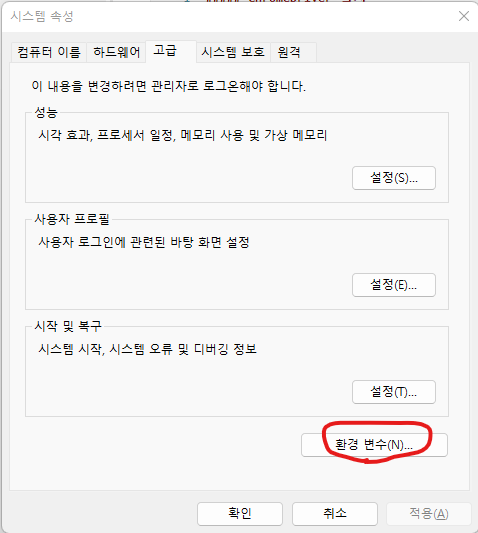 시스템 속성
컴퓨터 이름 하드웨어 고급 시스템 보호 원격
이 내용을 변경하려면 관리자로 로그온해야 합니다.
성능
시각 효과, 프로세서 일정, 메모리 사용 및 가상 메모리
설정(S)...
사용자 프로필
사용자 로그인에 관련된 바탕 화면 설정
설정(E)...
시작 및 복구
시스템 시작, 시스템 오류 및 디버깅 정보
설정(T)...
환경 변수(N)...
확인 취소 적용(A)